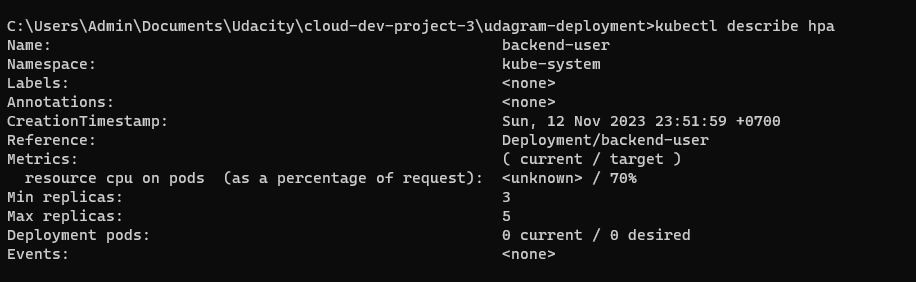 C:\Users\Admin\Documents\Udacity\cloud-dev-project-3\udagram-deployment>kubectl describe hpa
Name: backend-user
Namespace: kube-system
Labels: <none>
Annotations: <none>
CreationTimestamp: Sun, 12 Nov 2023 23:51:59 +0700
Reference: Deployment/backend-user
Metrics: ( current / target )
  resource cpu on pods  (as a percentage of request): <unknown> / 70%
Min replicas: 3
Max replicas: 5
Deployment pods: 0 current / 0 desired
Events: <none>